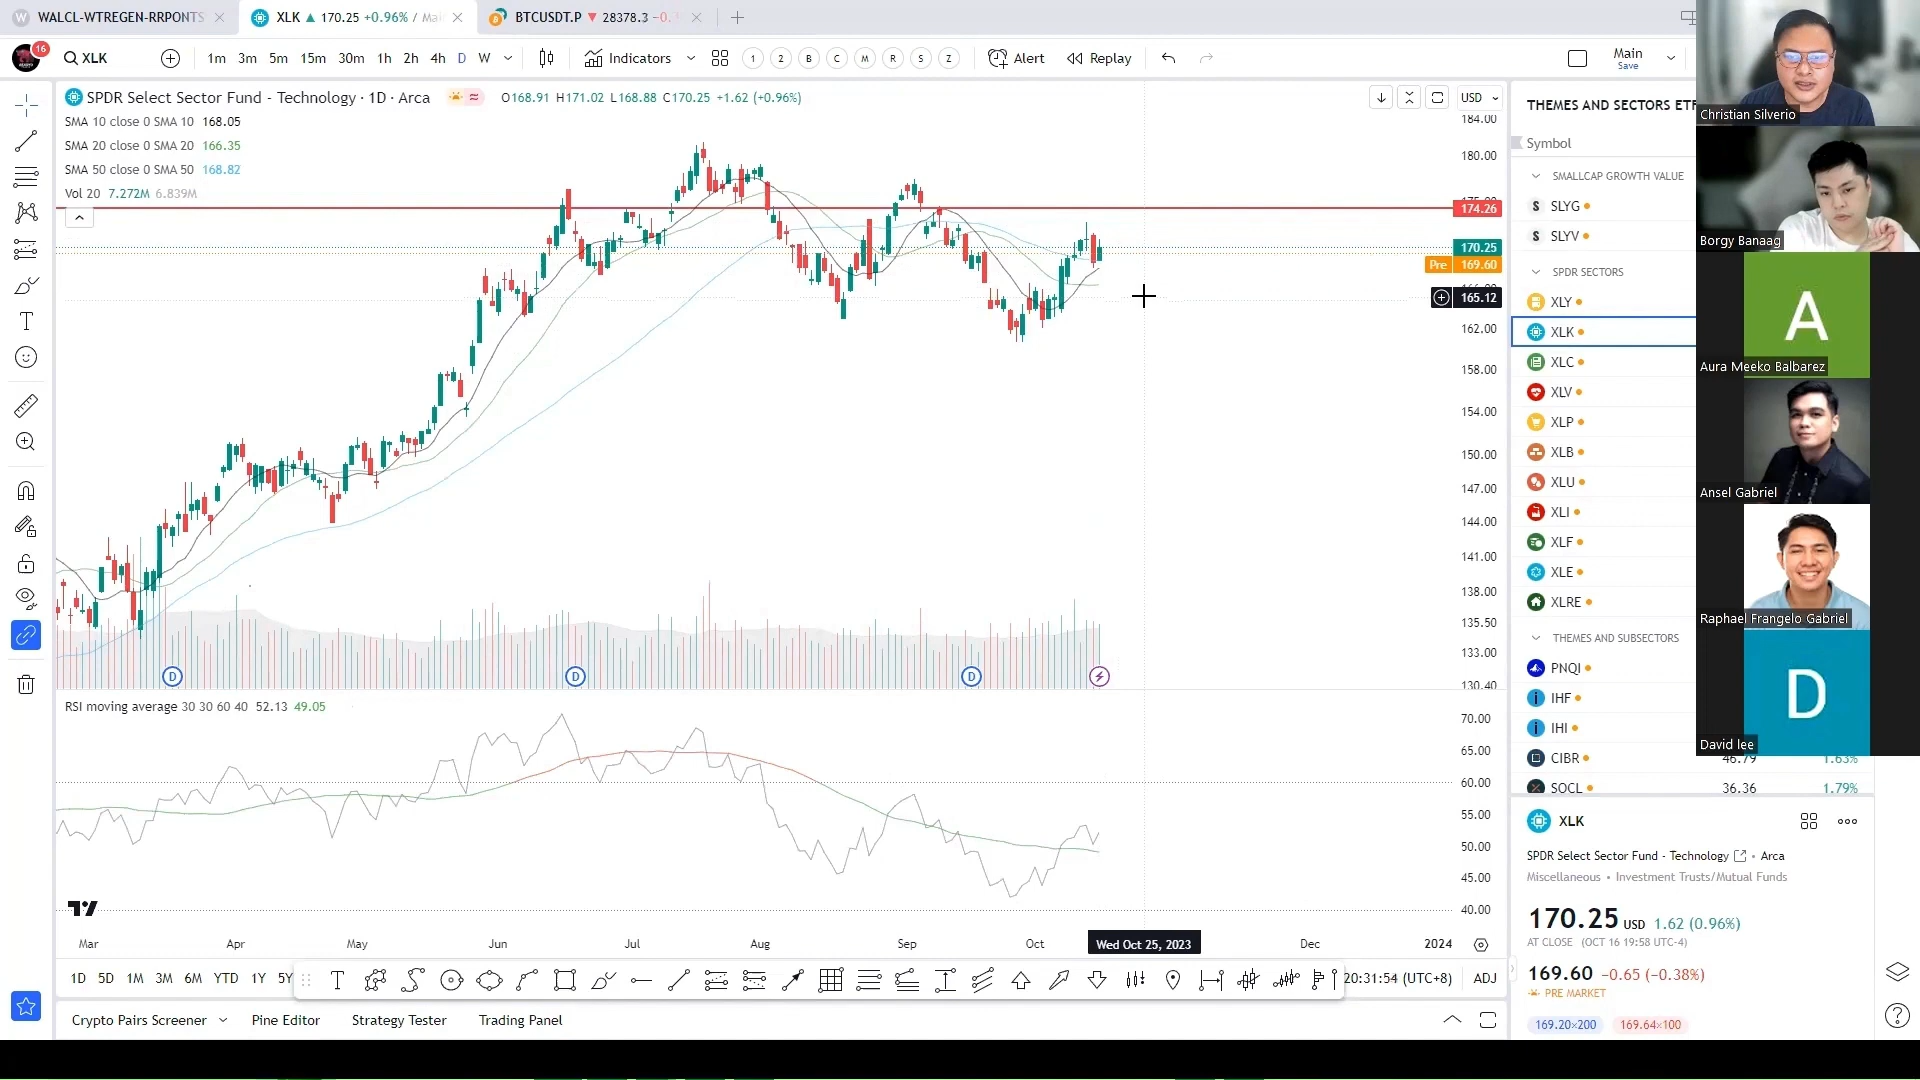 WALCL-WTREGEN-RRPONTS
XLK ▲ 170.25 +0.96% / Mai
BTCUSDT.P ▼ 28378.3 −0.
16
XLK
1m 3m 5m 15m 30m 1h 2h 4h D W
Indicators
1 2 B C M R S Z
Alert
Replay
Main
Save
SPDR Select Sector Fund - Technology · 1D · Arca
O168.91 H171.02 L168.88 C170.25 +1.62 (+0.96%)
SMA 10 close 0 SMA 10 168.05
SMA 20 close 0 SMA 20 166.35
SMA 50 close 0 SMA 50 168.82
Vol 20 7.272M 6.839M
USD
184.00
180.00
174.26
170.25
Pre 169.60
165.12
162.00
158.00
154.00
150.00
147.00
144.00
141.00
138.00
135.50
133.00
130.40
D
D
D
RSI moving average 30 30 60 40 52.13 49.05
70.00
65.00
60.00
55.00
50.00
45.00
40.00
Mar Apr May Jun Jul Aug Sep Oct Wed Oct 25, 2023 Dec 2024
1D 5D 1M 3M 6M YTD 1Y 5Y
20:31:54 (UTC+8) ADJ
Crypto Pairs Screener Pine Editor Strategy Tester Trading Panel
THEMES AND SECTORS ETF
Symbol
SMALLCAP GROWTH VALUE
S SLYG
S SLYV
SPDR SECTORS
XLY
XLK
XLC
XLV
XLP
XLB
XLU
XLI
XLF
XLE
XLRE
THEMES AND SUBSECTORS
PNQI
IHF
IHI
CIBR 46.79 1.63%
SOCL 36.36 1.79%
XLK
SPDR Select Sector Fund - Technology • Arca
Miscellaneous • Investment Trusts/Mutual Funds
170.25 USD 1.62 (0.96%)
AT CLOSE (OCT 16 19:58 UTC-4)
169.60 −0.65 (−0.38%)
PRE MARKET
169.20×200 169.64×100
Christian Silverio
Borgy Banaag
A
Aura Meeko Balbarez
Ansel Gabriel
Raphael Frangelo Gabriel
D
David lee